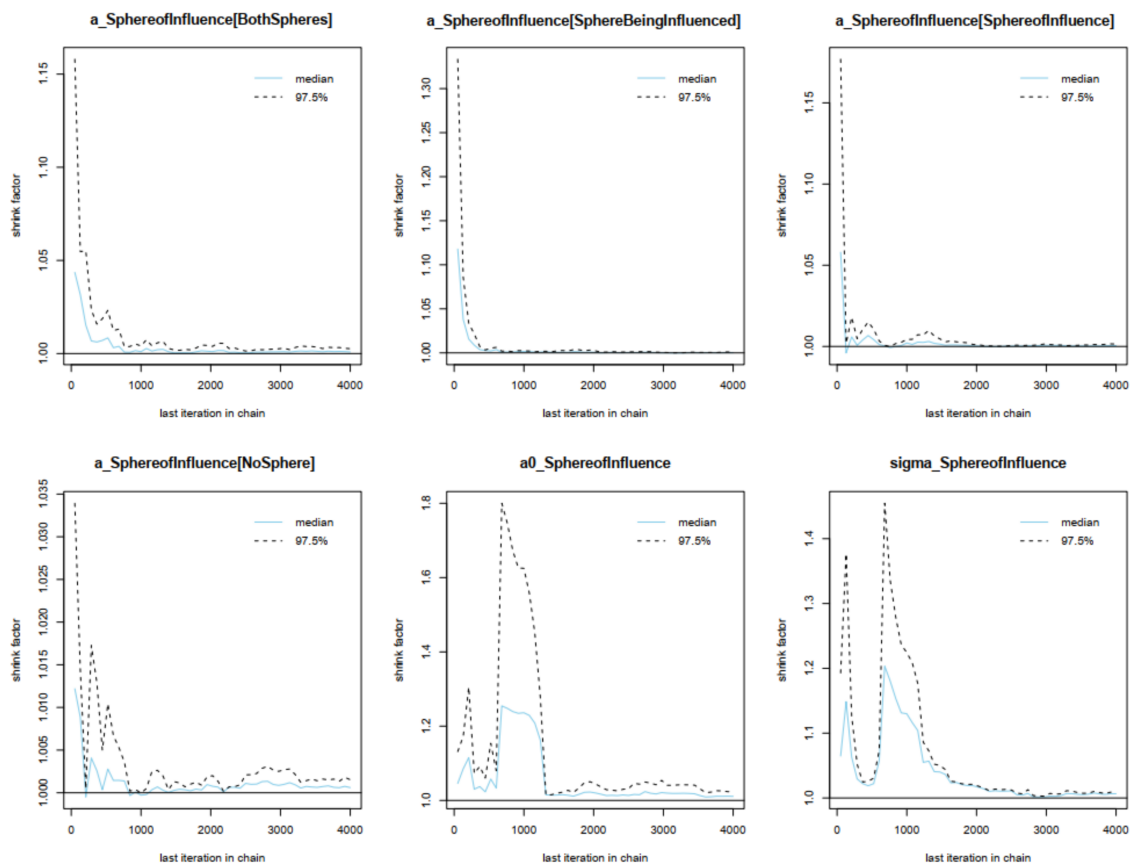 a_SphereofInfluence[BothSpheres]
shrink factor
1.00 1.05 1.10 1.15
median
97.5%
0 1000 2000 3000 4000
last iteration in chain
a_SphereofInfluence[SphereBeingInfluenced]
shrink factor
1.00 1.05 1.10 1.15 1.20 1.25 1.30
median
97.5%
0 1000 2000 3000 4000
last iteration in chain
a_SphereofInfluence[SphereofInfluence]
shrink factor
1.00 1.05 1.10 1.15
median
97.5%
0 1000 2000 3000 4000
last iteration in chain
a_SphereofInfluence[NoSphere]
shrink factor
1.000 1.005 1.010 1.015 1.020 1.025 1.030 1.035
median
97.5%
0 1000 2000 3000 4000
last iteration in chain
a0_SphereofInfluence
shrink factor
1.0 1.2 1.4 1.6 1.8
median
97.5%
0 1000 2000 3000 4000
last iteration in chain
sigma_SphereofInfluence
shrink factor
1.0 1.1 1.2 1.3 1.4
median
97.5%
0 1000 2000 3000 4000
last iteration in chain